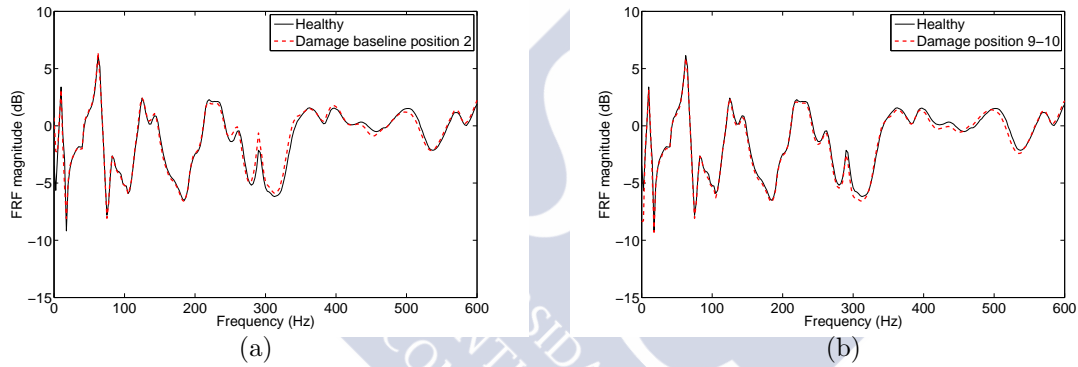 10
5
0
−5
−10
−15
0
100
200
300
400
500
600
FRF magnitude (dB)
Frequency (Hz)
Healthy
Damage baseline position 2
(a)
10
5
0
−5
−10
−15
0
100
200
300
400
500
600
FRF magnitude (dB)
Frequency (Hz)
Healthy
Damage position 9−10
(b)